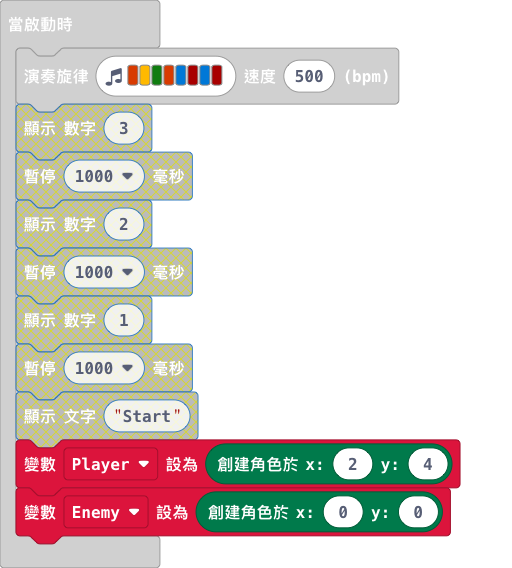 當啟動時
演奏旋律 速度 500 (bpm)
顯示 數字 3
暫停 1000 毫秒
顯示 數字 2
暫停 1000 毫秒
顯示 數字 1
暫停 1000 毫秒
顯示 文字 "Start"
變數 Player 設為 創建角色於 x: 2 y: 4
變數 Enemy 設為 創建角色於 x: 0 y: 0